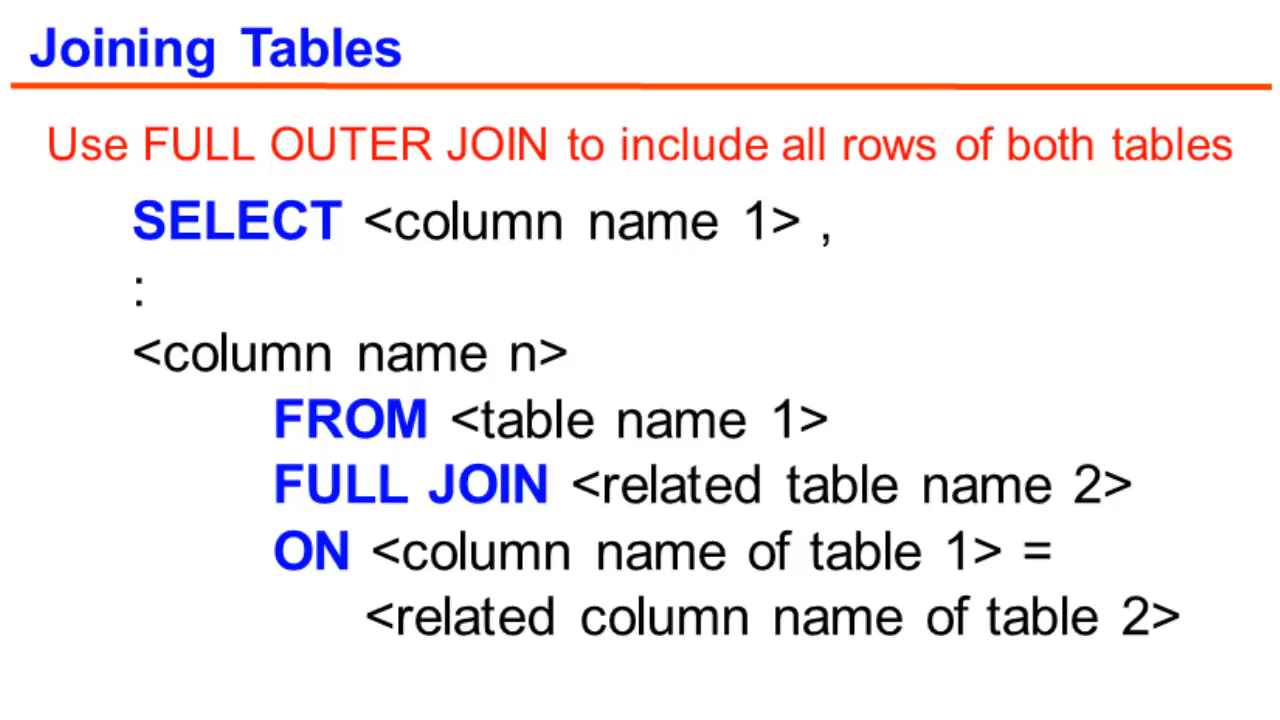 Joining Tables
Use FULL OUTER JOIN to include all rows of both tables
SELECT <column name 1> ,
:
<column name n>
FROM <table name 1>
FULL JOIN <related table name 2>
ON <column name of table 1> =
<related column name of table 2>